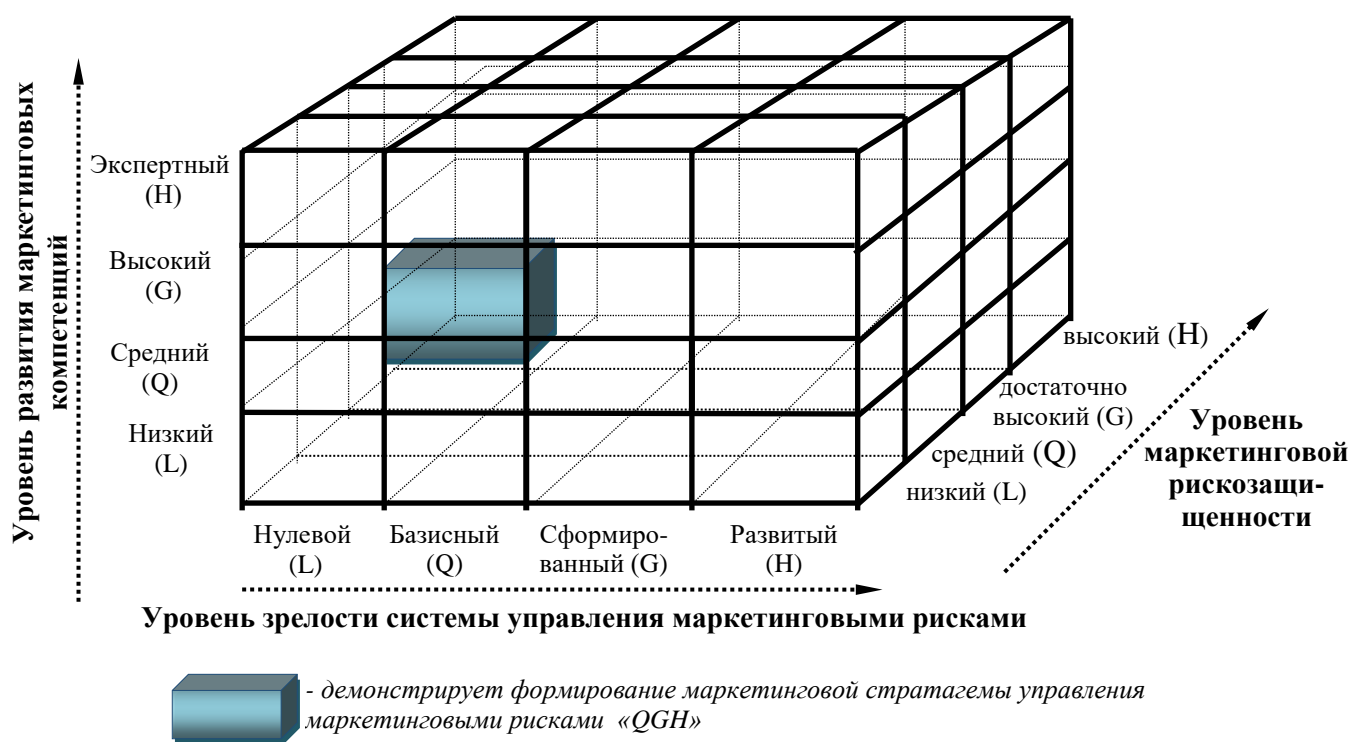 Уровень развития маркетинговых
компетенций
Экспертный
(H)
Высокий
(G)
Средний
(Q)
Низкий
(L)
Нулевой
(L)
Базисный
(Q)
Сформиро-
ванный (G)
Развитый
(H)
Уровень зрелости системы управления маркетинговыми рисками
высокий (H)
достаточно
высокий (G)
средний (Q)
низкий (L)
Уровень
маркетинговой
рискозащи-
щенности
- демонстрирует формирование маркетинговой стратагемы управления
маркетинговыми рисками «QGH»